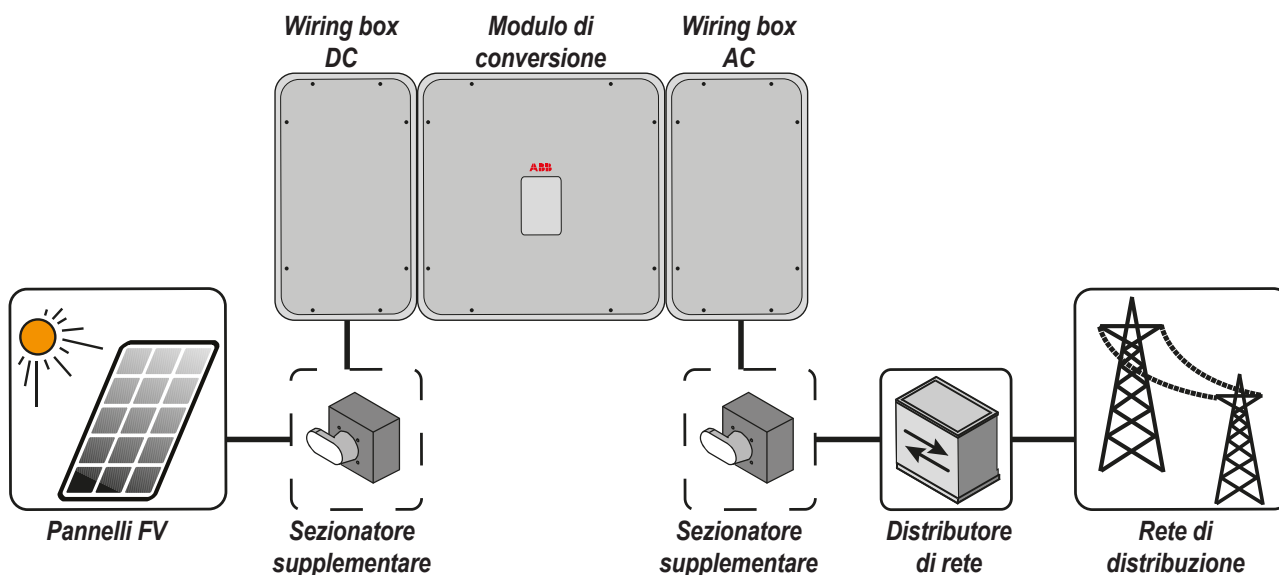 Wiring box
DC
Modulo di
conversione
Wiring box
AC
ABB
Pannelli FV
Sezionatore
supplementare
Sezionatore
supplementare
Distributore
di rete
Rete di
distribuzione